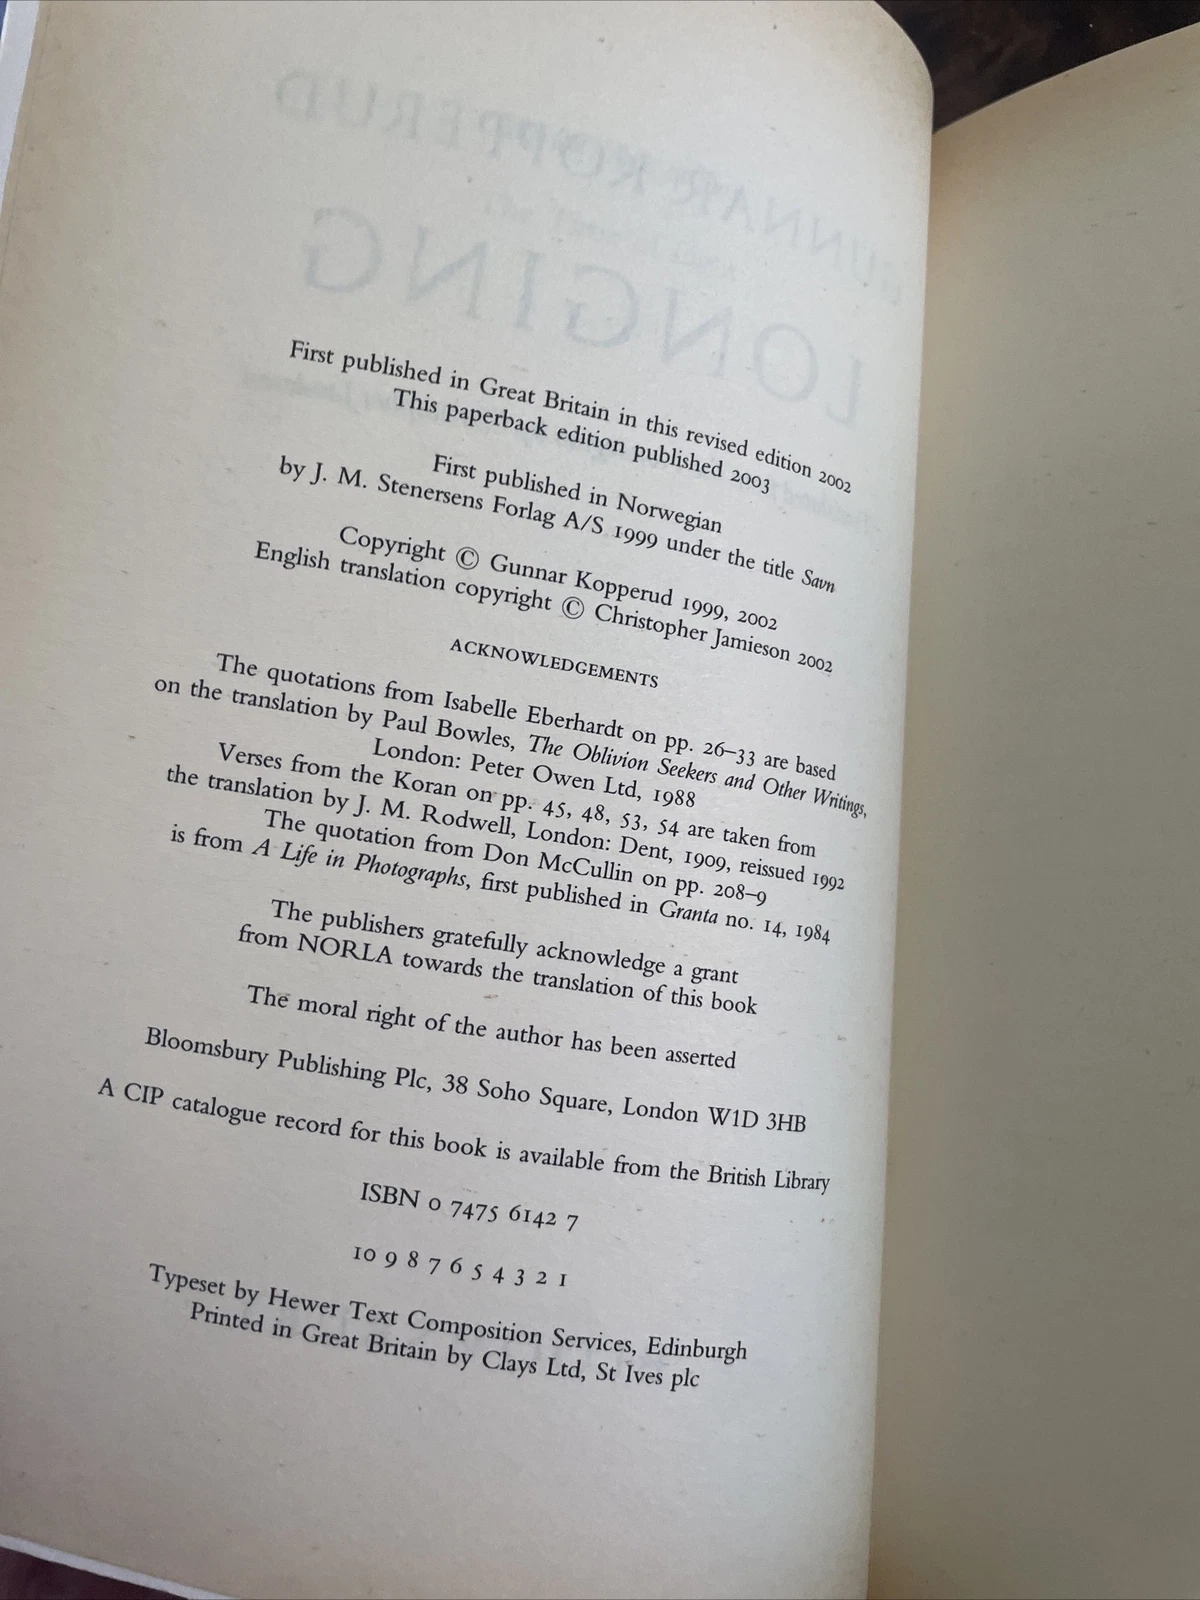 First published in Great Britain in this revised edition 2002
This paperback edition published 2003
First published in Norwegian
by J. M. Stenersens Forlag A/S 1999 under the title Savn
Copyright © Gunnar Kopperud 1999, 2002
English translation copyright © Christopher Jamieson 2002
ACKNOWLEDGEMENTS
The quotations from Isabelle Eberhardt on pp. 26–33 are based
on the translation by Paul Bowles, The Oblivion Seekers and Other Writings,
London: Peter Owen Ltd, 1988
Verses from the Koran on pp. 45, 48, 53, 54 are taken from
the translation by J. M. Rodwell, London: Dent, 1909, reissued 1992
The quotation from Don McCullin on pp. 208–9
is from A Life in Photographs, first published in Granta no. 14, 1984
The publishers gratefully acknowledge a grant
from NORLA towards the translation of this book
The moral right of the author has been asserted
Bloomsbury Publishing Plc, 38 Soho Square, London W1D 3HB
A CIP catalogue record for this book is available from the British Library
ISBN 0 7475 6142 7
10 9 8 7 6 5 4 3 2 1
Typeset by Hewer Text Composition Services, Edinburgh
Printed in Great Britain by Clays Ltd, St Ives plc